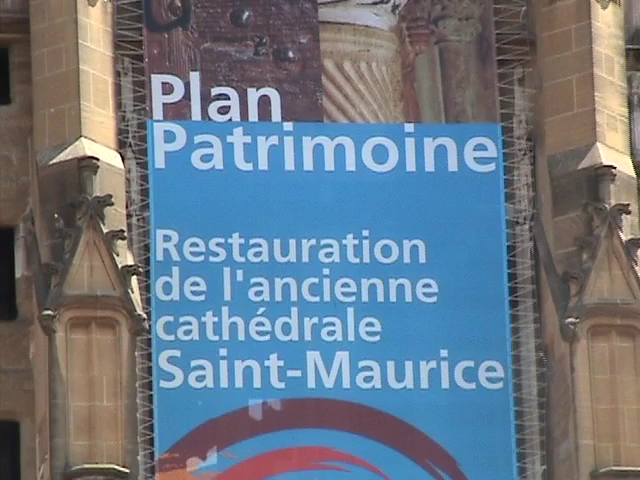 Plan
Patrimoine
Restauration
de l'ancienne
cathédrale
Saint-Maurice